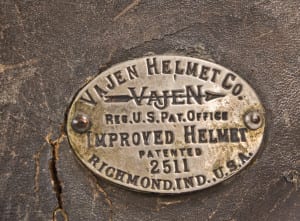 VAJEN HELMET CO.
VAJEN
REG. U.S. PAT. OFFICE
IMPROVED HELMET
PATENTED
2511
RICHMOND, IND. U.S.A.